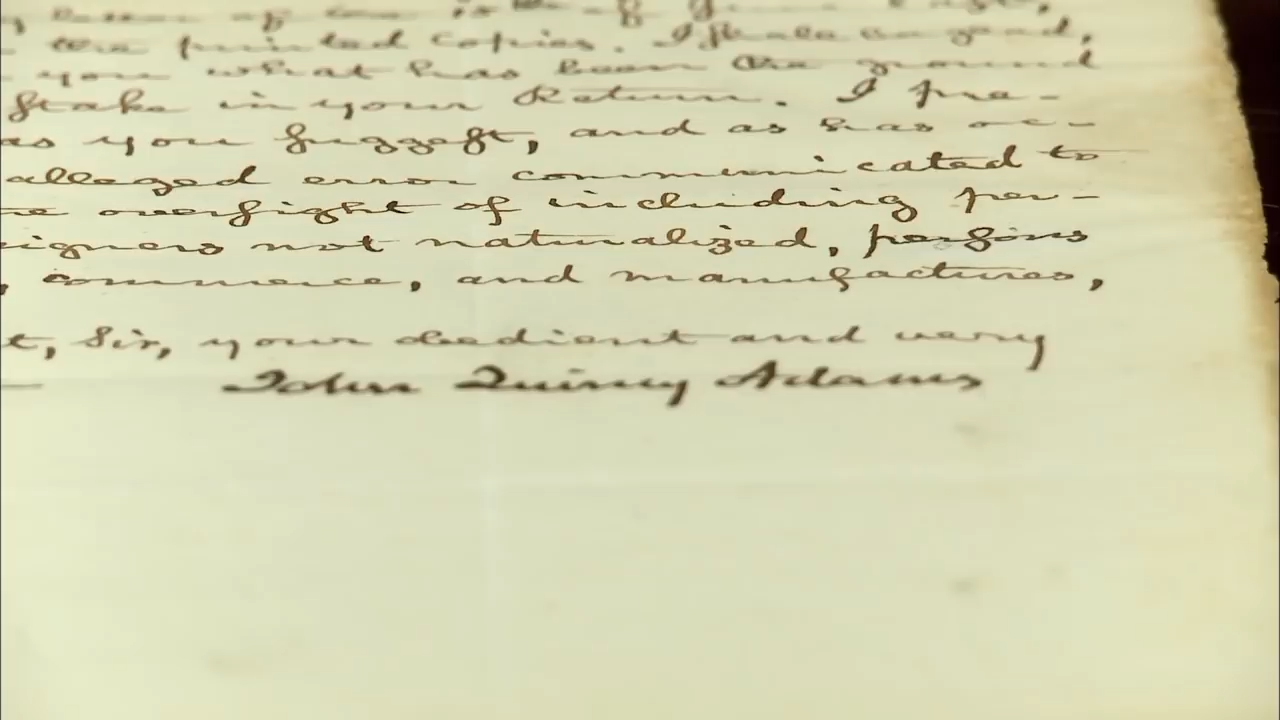 the printed copies. I shall be glad,
you what has been the ground
stake in your Return. I pre-
as you suggest, and as has oc-
alledged error communicated to
re oversight of including per-
eigners not naturalized, persons
, commerce, and manufactures,
t, Sir, your obedient and very
John Quincy Adams